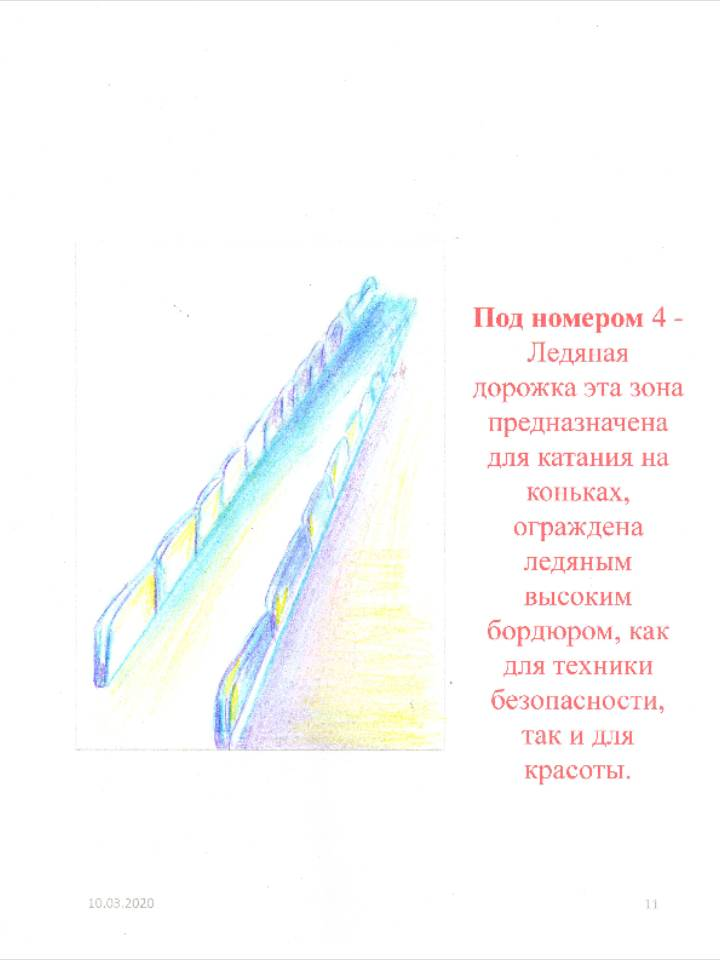 Под номером 4 -
Ледяная
дорожка эта зона
предназначена
для катания на
коньках,
ограждена
ледяным
высоким
бордюром, как
для техники
безопасности,
так и для
красоты.
10.03.2020
11